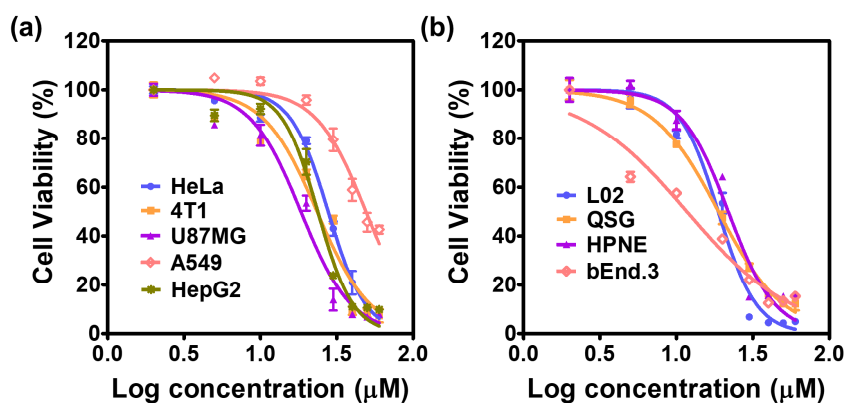 (a)
120
100
80
60
40
20
0
Cell Viability (%)
HeLa
4T1
U87MG
A549
HepG2
0.0 0.5 1.0 1.5 2.0
Log concentration (μM)
(b)
120
100
80
60
40
20
0
Cell Viability (%)
L02
QSG
HPNE
bEnd.3
0.0 0.5 1.0 1.5 2.0
Log concentration (μM)